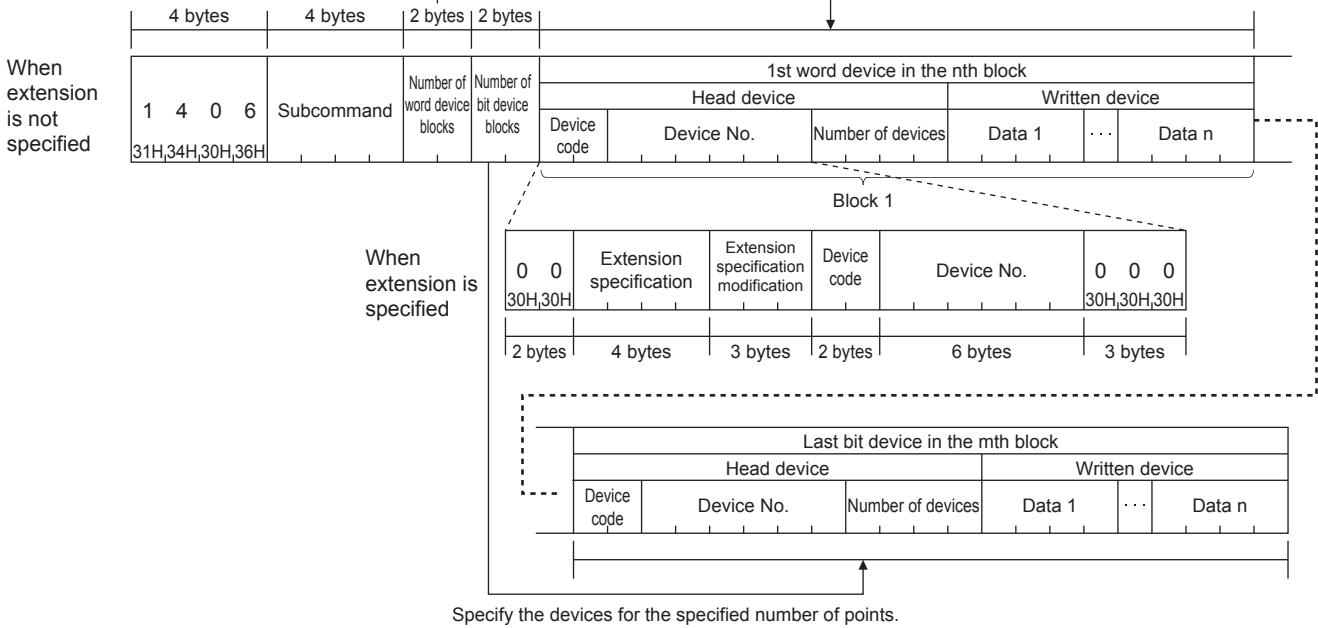 4 bytes 4 bytes 2 bytes 2 bytes
When
extension
is not
specified
1 4 0 6
31H,34H,30H,36H
Subcommand
Number of
word device
blocks
Number of
bit device
blocks
1st word device in the nth block
Head device
Written device
Device
code
Device No.
Number of devices
Data 1
...
Data n
Block 1
When
extension is
specified
0 0
30H,30H
Extension
specification
Extension
specification
modification
Device
code
Device No.
0 0 0
30H,30H,30H
2 bytes 4 bytes 3 bytes 2 bytes 6 bytes 3 bytes
Last bit device in the mth block
Head device
Written device
Device
code
Device No.
Number of devices
Data 1
...
Data n
Specify the devices for the specified number of points.